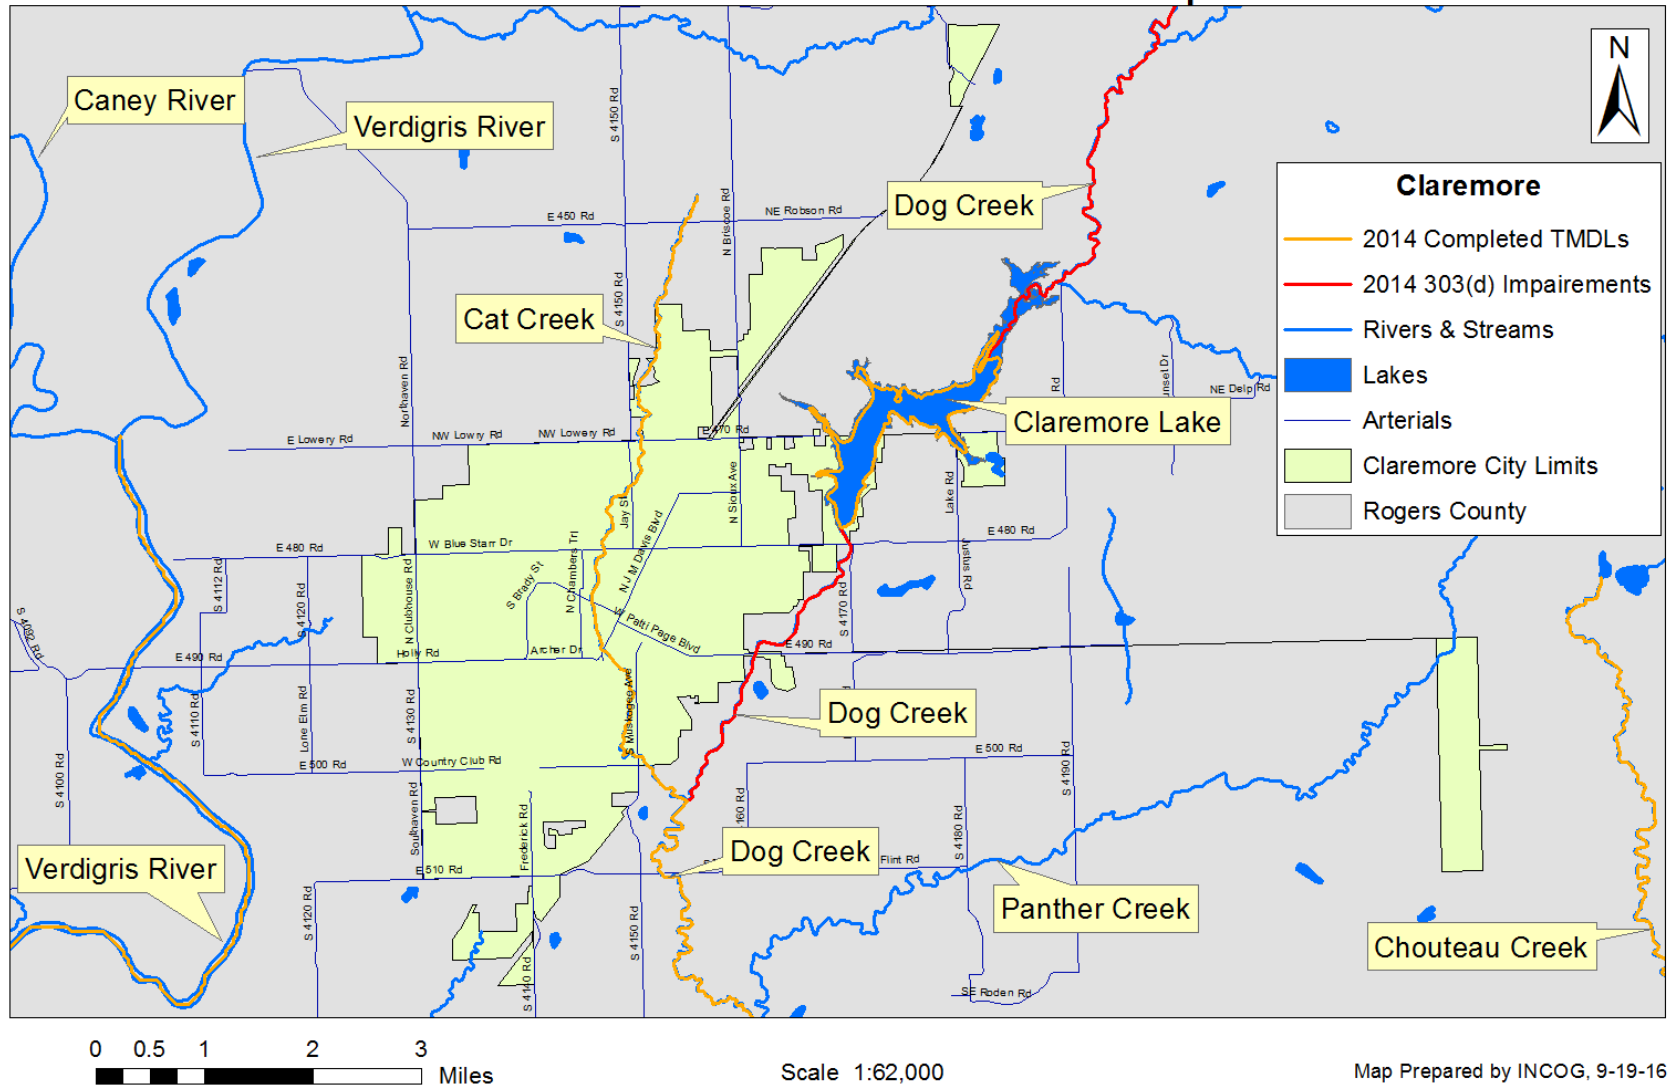 N
Caney River
Verdigris River
S 4150 Rd
N Briscoe Rd
Dog Creek
E 450 Rd
NE Robson Rd
Claremore
2014 Completed TMDLs
2014 303(d) Impairements
Rivers & Streams
Lakes
Arterials
Claremore City Limits
Rogers County
S 4150 Rd
Cat Creek
Northaven Rd
Rd
NE Delp Rd
Claremore Lake
E Lowery Rd
NW Lowry Rd
NW Lowery Rd
E 470 Rd
N Sioux Ave
Lake Rd
Jay St
N J M Davis Blvd
E 480 Rd
W Blue Starr Dr
E 480 Rd
N Chambers Trl
S Brady St
Justus Rd
S 4112 Rd
S 4120 Rd
N Clubhouse Rd
S 4170 Rd
S 4092 Rd
W Patti Page Blvd
E 490 Rd
Holly Rd
Archer Dr
E 490 Rd
S Muskogee Ave
S 4110 Rd
Lone Elm Rd
S 4130 Rd
Dog Creek
E 500 Rd
W Country Club Rd
E 500 Rd
S 4190 Rd
S 4100 Rd
Southaven Rd
Frederick Rd
160 Rd
S 4180 Rd
Verdigris River
Dog Creek
Flint Rd
E 510 Rd
Panther Creek
S 4120 Rd
S 4150 Rd
S 4140 Rd
Chouteau Creek
SE Roden Rd
0 0.5 1 2 3
Miles
Scale 1:62,000
Map Prepared by INCOG, 9-19-16